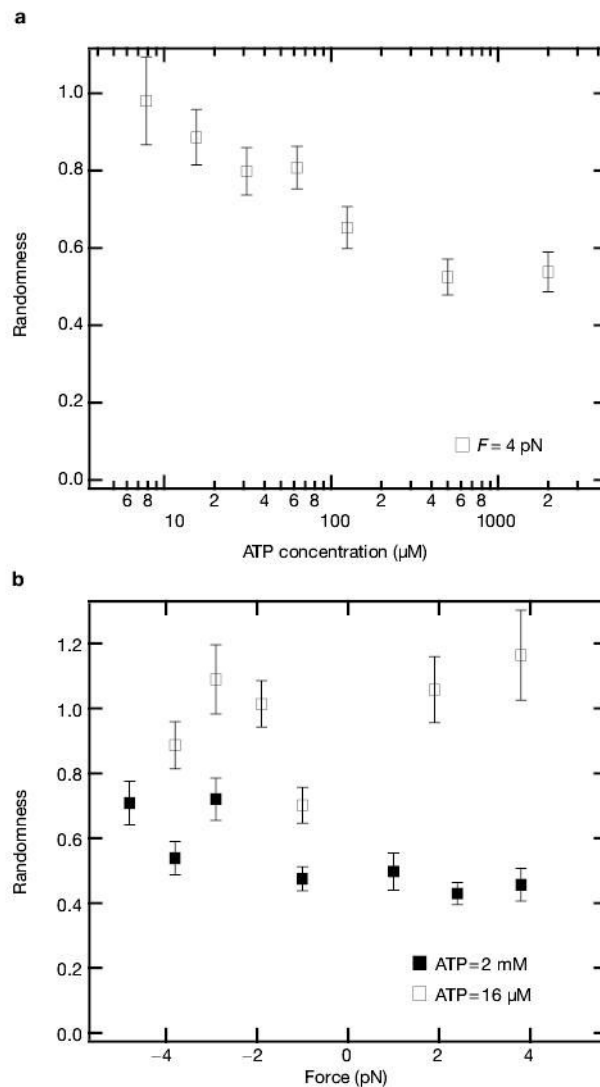 a
1.0
0.8
0.6
0.4
0.2
0.0
Randomness
F = 4 pN
6 8 2 4 6 8 2 4 6 8 2
10 100 1000
ATP concentration (µM)
b
1.2
1.0
0.8
0.6
0.4
0.2
0.0
Randomness
ATP=2 mM
ATP=16 µM
−4 −2 0 2 4
Force (pN)